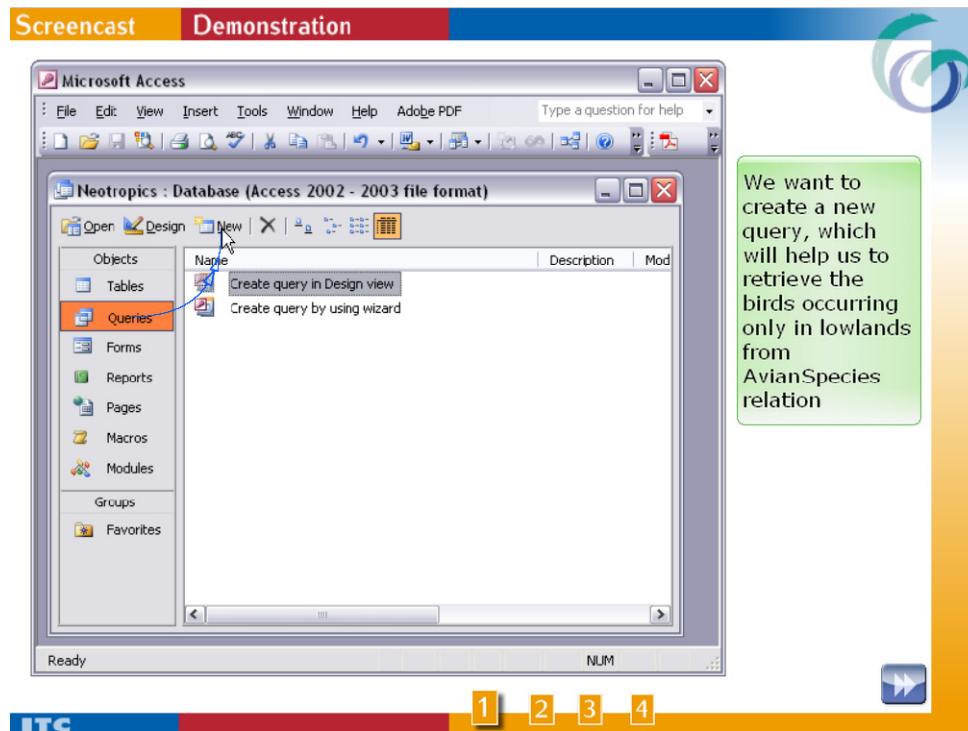 Screencast Demonstration
Microsoft Access
File Edit View Insert Tools Window Help Adobe PDF Type a question for help
Neotropics : Database (Access 2002 - 2003 file format)
Open Design New
Objects
Tables
Queries
Forms
Reports
Pages
Macros
Modules
Groups
Favorites
Name Description Mod
Create query in Design view
Create query by using wizard
Ready NUM
We want to
create a new
query, which
will help us to
retrieve the
birds occurring
only in lowlands
from
AvianSpecies
relation
1 2 3 4
ITC